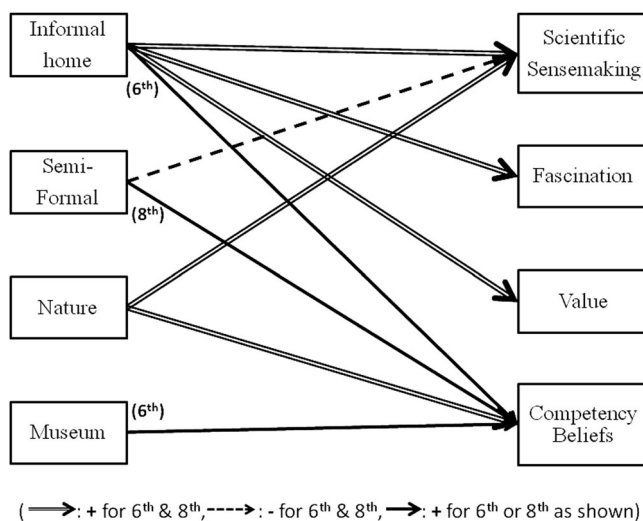 Informal
home
(6th)
Semi-
Formal
(8th)
Nature
(6th)
Museum
Scientific
Sensemaking
Fascination
Value
Competency
Beliefs
( ⟹: + for 6th & 8th, --->: - for 6th & 8th, →: + for 6th or 8th as shown)